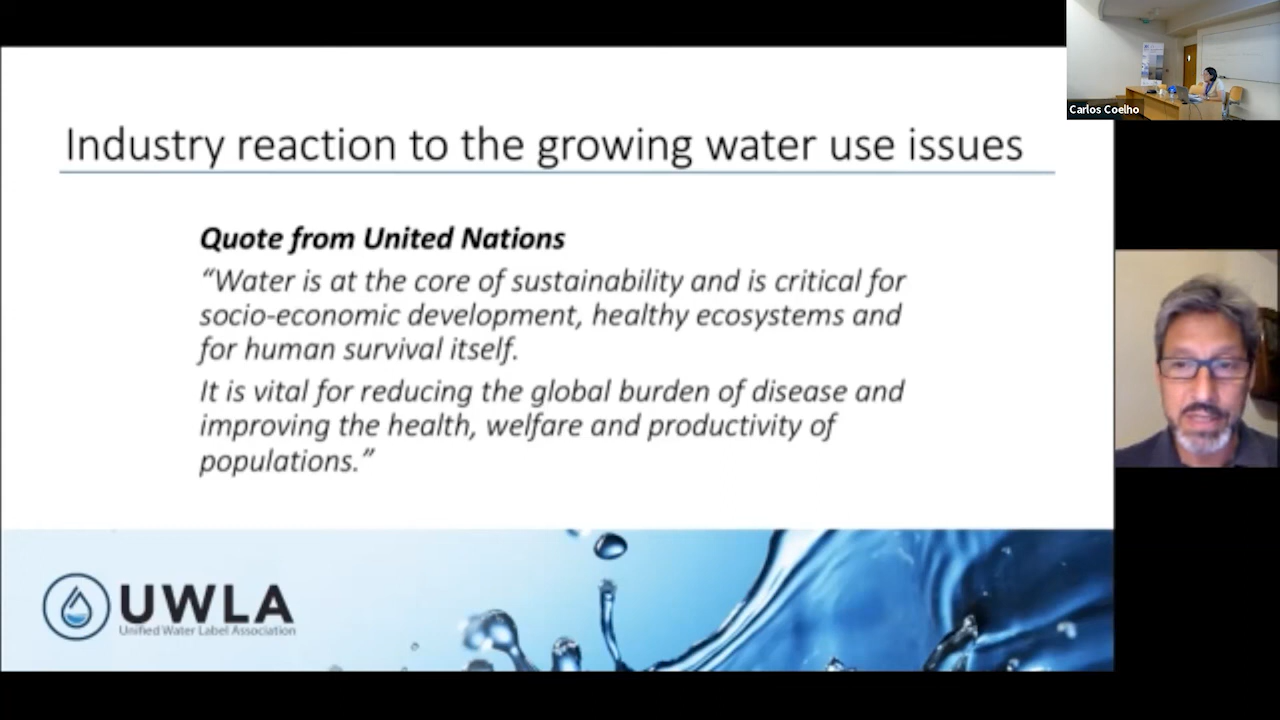 Carlos Coelho
Industry reaction to the growing water use issues
Quote from United Nations
“Water is at the core of sustainability and is critical for
socio-economic development, healthy ecosystems and
for human survival itself.
It is vital for reducing the global burden of disease and
improving the health, welfare and productivity of
populations.”
UWLA
Unified Water Label Association